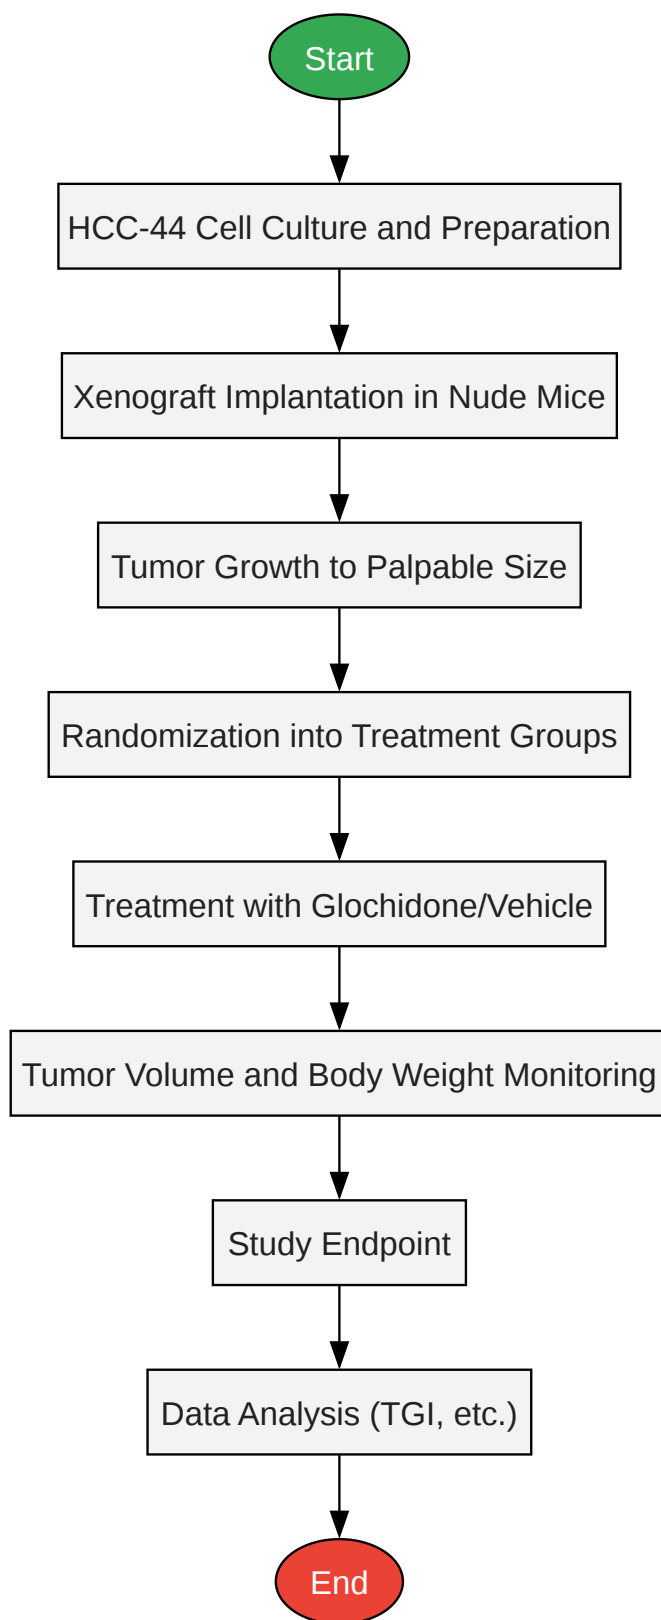 Start
HCC-44 Cell Culture and Preparation
Xenograft Implantation in Nude Mice
Tumor Growth to Palpable Size
Randomization into Treatment Groups
Treatment with Glochidone/Vehicle
Tumor Volume and Body Weight Monitoring
Study Endpoint
Data Analysis (TGI, etc.)
End